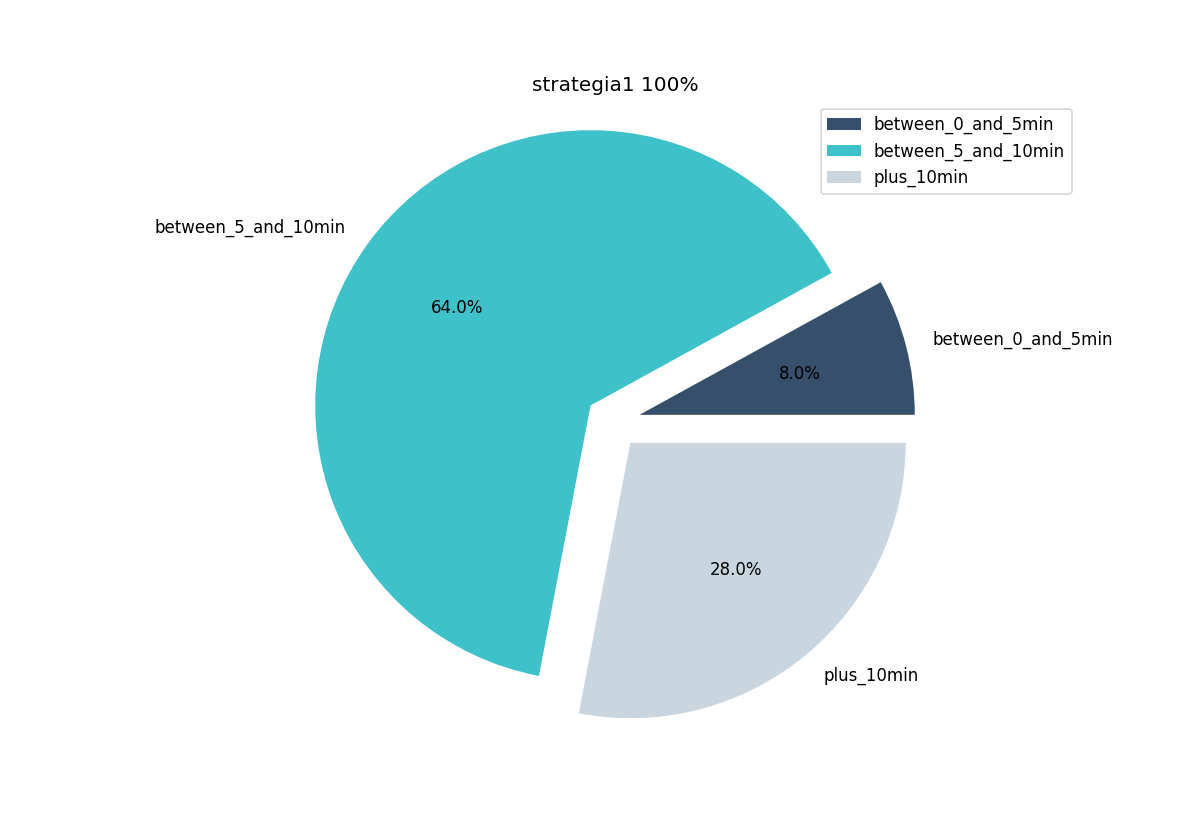 strategia1 100%
between_0_and_5min
between_5_and_10min
plus_10min
between_5_and_10min
64.0%
between_0_and_5min
8.0%
28.0%
plus_10min